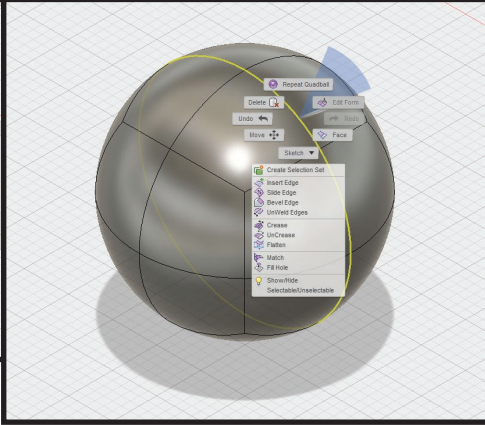 Repeat Quadball
Delete
Edit Form
Undo
Redo
Move
Face
Sketch
Create Selection Set
Insert Edge
Slide Edge
Bevel Edge
UnWeld Edges
Crease
UnCrease
Flatten
Match
Fill Hole
Show/Hide
Selectable/Unselectable